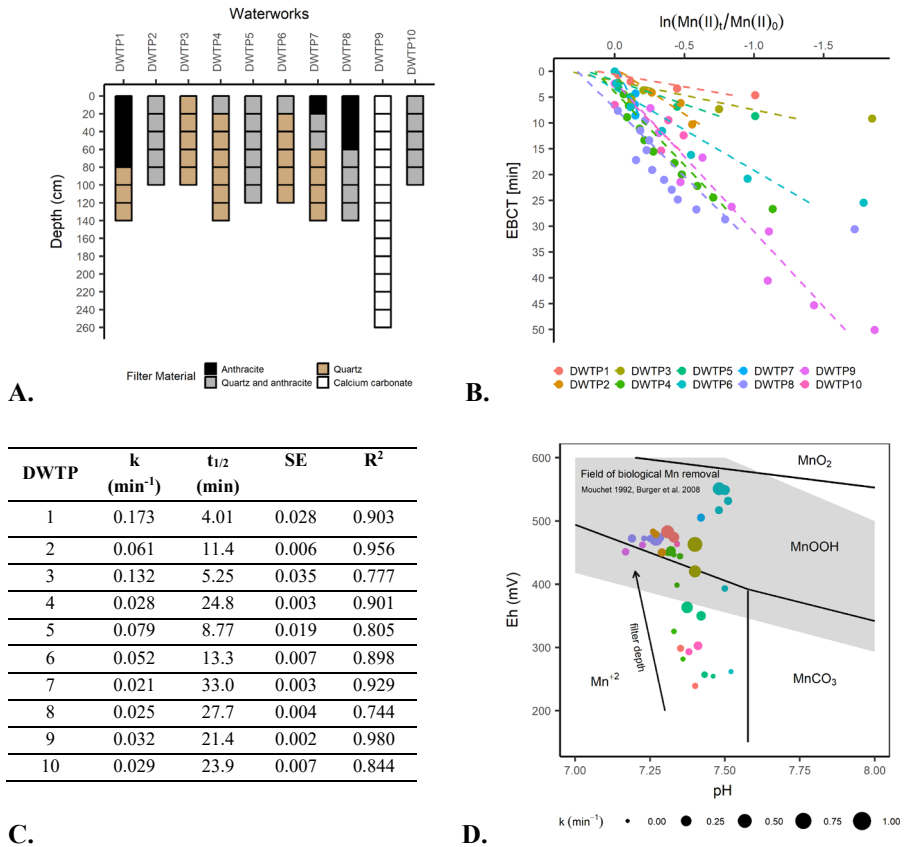 Waterworks
DWTP1 DWTP2 DWTP3 DWTP4 DWTP5 DWTP6 DWTP7 DWTP8 DWTP9 DWTP10
Depth (cm)
0
20
40
60
80
100
120
140
160
180
200
220
240
260
Filter Material
Anthracite
Quartz and anthracite
Quartz
Calcium carbonate
A.
ln(Mn(II)t/Mn(II)0)
0.0 -0.5 -1.0 -1.5
EBCT [min]
0
5
10
15
20
25
30
35
40
45
50
DWTP1 DWTP3 DWTP5 DWTP7 DWTP9
DWTP2 DWTP4 DWTP6 DWTP8 DWTP10
B.
DWTP k (min-1) t1/2 (min) SE R2
1 0.173 4.01 0.028 0.903
2 0.061 11.4 0.006 0.956
3 0.132 5.25 0.035 0.777
4 0.028 24.8 0.003 0.901
5 0.079 8.77 0.019 0.805
6 0.052 13.3 0.007 0.898
7 0.021 33.0 0.003 0.929
8 0.025 27.7 0.004 0.744
9 0.032 21.4 0.002 0.980
10 0.029 23.9 0.007 0.844
C.
Eh (mV)
600
500
400
300
200
Field of biological Mn removal
Mouchet 1992, Burger et al. 2008
MnO2
MnOOH
filter depth
Mn+2
MnCO3
7.00 7.25 7.50 7.75 8.00
pH
k (min−1) 0.00 0.25 0.50 0.75 1.00
D.